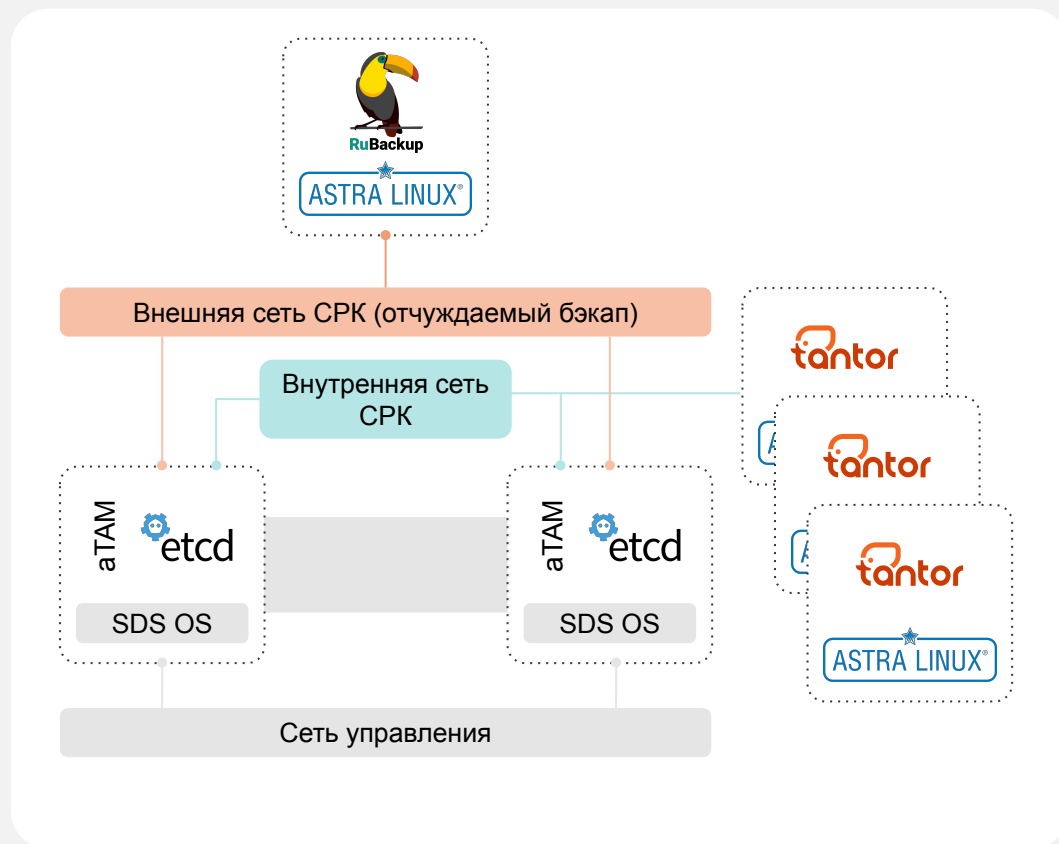 RuBackup
ASTRA LINUX®
Внешняя сеть СРК (отчуждаемый бэкап)
Внутренняя сеть
СРК
tantor
A
tantor
A
tantor
ASTRA LINUX®
aTAM
etcd
SDS OS
aTAM
etcd
SDS OS
Сеть управления